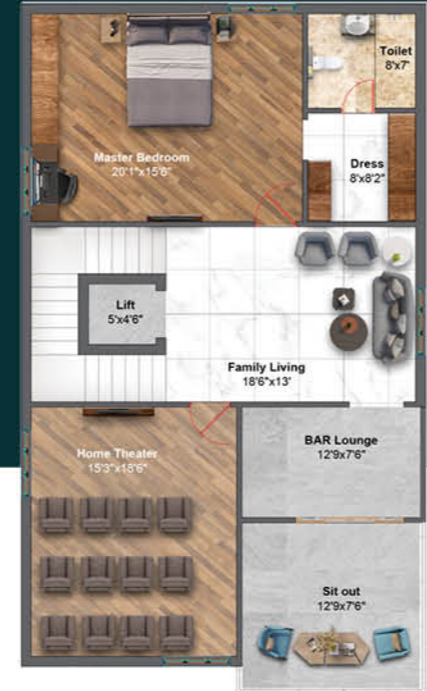 Toilet
8'x7'
Master Bedroom
20'1"x15'6"
Dress
8'x8'2"
Lift
5'x4'6"
Family Living
18'6"x13'
BAR Lounge
12'9x7'6"
Home Theater
15'3"x18'6"
Sit out
12'9x7'6"